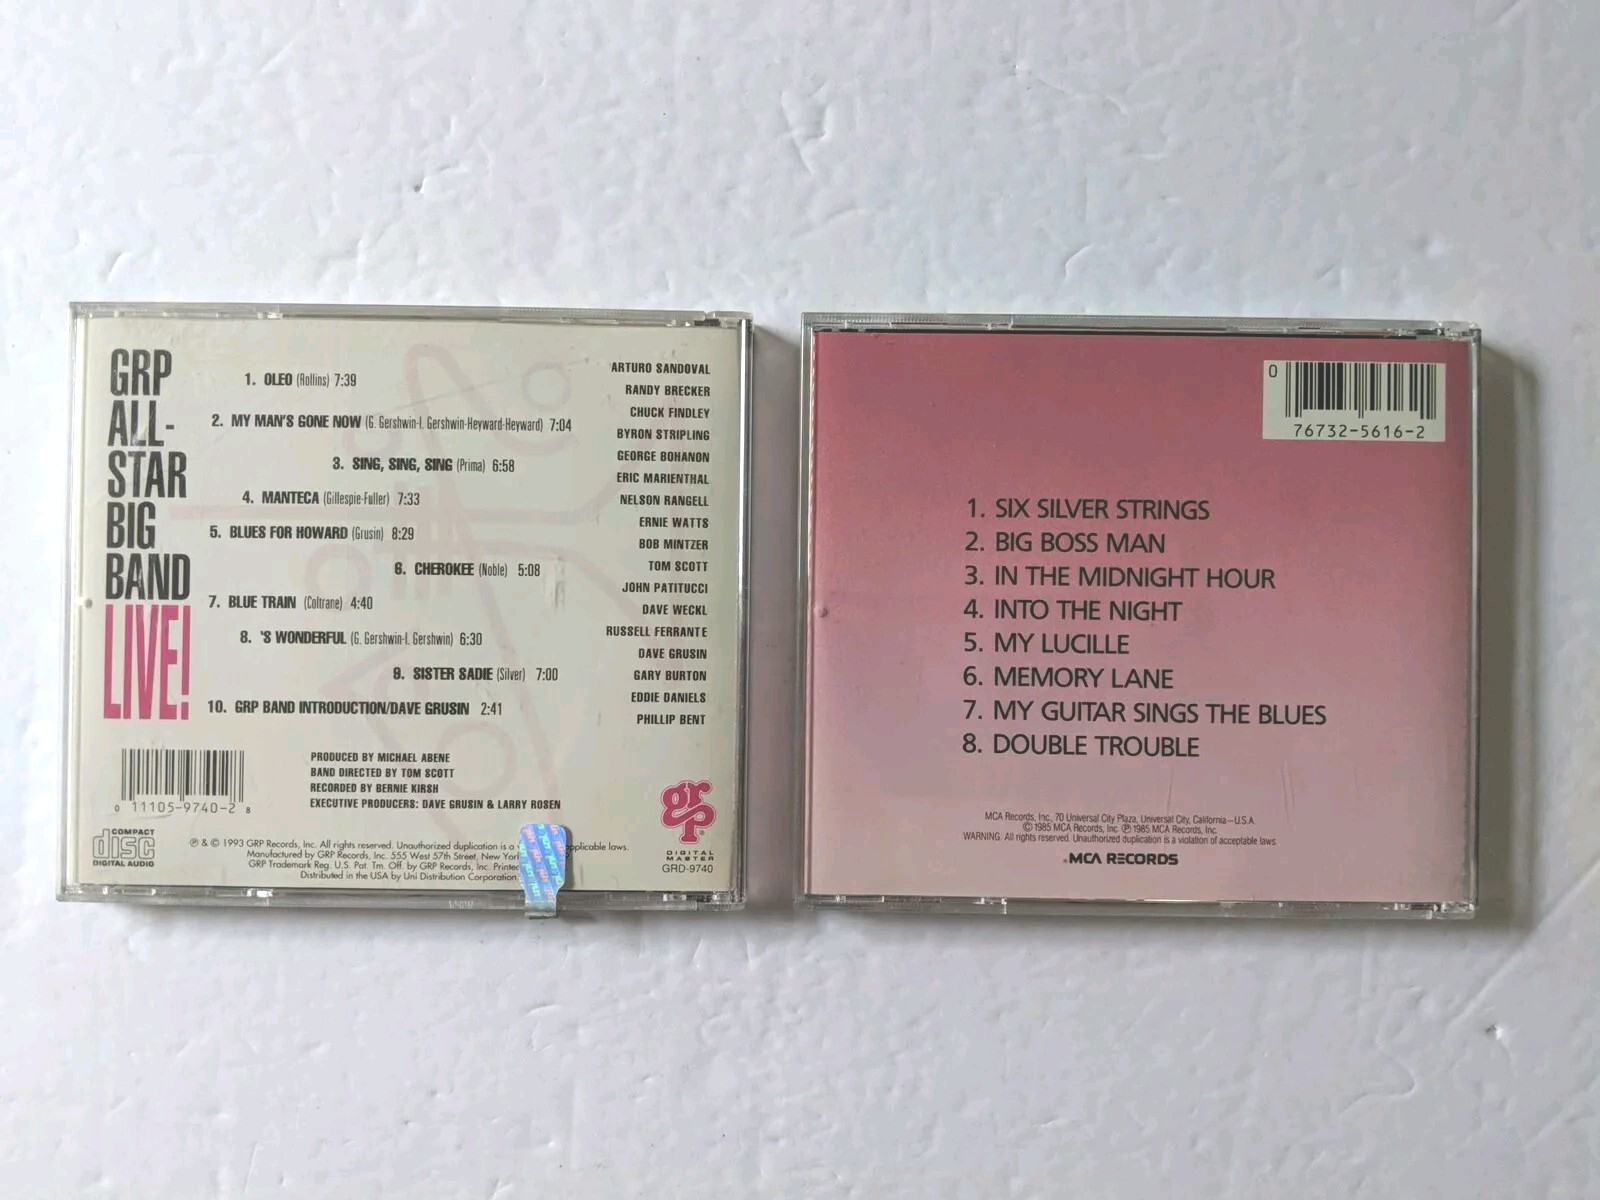 GRP
ALL-
STAR
BIG
BAND
LIVE!
1. OLEO (Rollins) 7:39
2. MY MAN'S GONE NOW (G. Gershwin-I. Gershwin-Heyward-Heyward) 7:04
3. SING, SING, SING (Prima) 6:58
4. MANTECA (Gillespie-Fuller) 7:33
5. BLUES FOR HOWARD (Grusin) 8:29
6. CHEROKEE (Noble) 5:08
7. BLUE TRAIN (Coltrane) 4:40
8. 'S WONDERFUL (G. Gershwin-I. Gershwin) 6:30
9. SISTER SADIE (Silver) 7:00
10. GRP BAND INTRODUCTION/DAVE GRUSIN 2:41
ARTURO SANDOVAL
RANDY BRECKER
CHUCK FINDLEY
BYRON STRIPLING
GEORGE BOHANON
ERIC MARIENTHAL
NELSON RANGELL
ERNIE WATTS
BOB MINTZER
TOM SCOTT
JOHN PATITUCCI
DAVE WECKL
RUSSELL FERRANTE
DAVE GRUSIN
GARY BURTON
EDDIE DANIELS
PHILLIP BENT
PRODUCED BY MICHAEL ABENE
BAND DIRECTED BY TOM SCOTT
RECORDED BY BERNIE KIRSH
EXECUTIVE PRODUCERS: DAVE GRUSIN & LARRY ROSEN
0 11105-9740-2 8
COMPACT
disc
DIGITAL AUDIO
℗ & © 1993 GRP Records, Inc. All rights reserved. Unauthorized duplication is a applicable laws.
Manufactured by GRP Records, Inc. 555 West 57th Street, New York
GRP Trademark Reg. U.S. Pat. Tm. Off. by GRP Records, Inc. Printed
Distributed in the USA by Uni Distribution Corporation
grp
DIGITAL
MASTER
GRD-9740
0
76732-5616-2
1. SIX SILVER STRINGS
2. BIG BOSS MAN
3. IN THE MIDNIGHT HOUR
4. INTO THE NIGHT
5. MY LUCILLE
6. MEMORY LANE
7. MY GUITAR SINGS THE BLUES
8. DOUBLE TROUBLE
MCA Records, Inc., 70 Universal City Plaza, Universal City, California—U.S.A.
© 1985 MCA Records, Inc. ℗ 1985 MCA Records, Inc.
WARNING: All rights reserved. Unauthorized duplication is a violation of acceptable laws.
MCA RECORDS